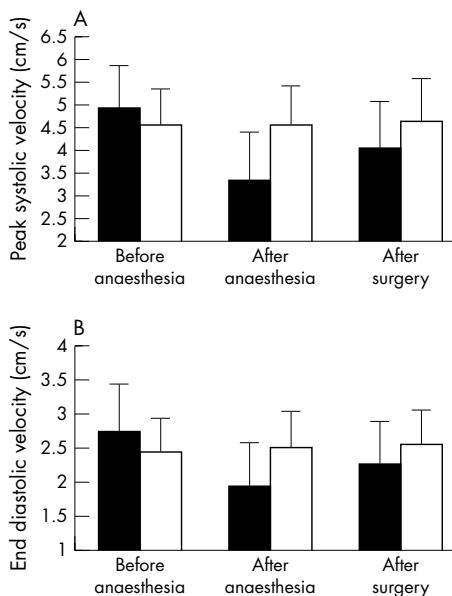 A
Peak systolic velocity (cm/s)
6.5
6
5.5
5
4.5
4
3.5
3
2.5
2
Before
anaesthesia
After
anaesthesia
After
surgery
B
End diastolic velocity (cm/s)
4
3.5
3
2.5
2
1.5
1
Before
anaesthesia
After
anaesthesia
After
surgery